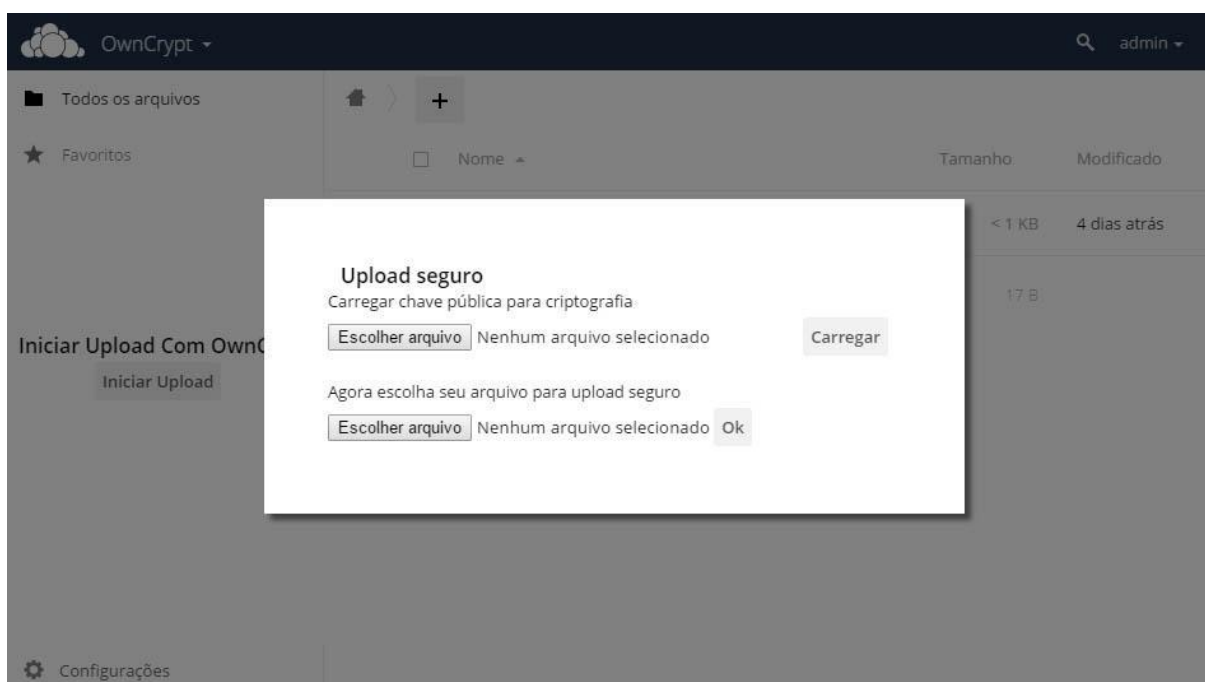 OwnCrypt
admin
Todos os arquivos
+
Favoritos
Nome
Tamanho
Modificado
< 1 KB
4 dias atrás
17 B
Iniciar Upload Com Own
Iniciar Upload
Upload seguro
Carregar chave pública para criptografia
Escolher arquivo Nenhum arquivo selecionado Carregar
Agora escolha seu arquivo para upload seguro
Escolher arquivo Nenhum arquivo selecionado Ok
Configurações